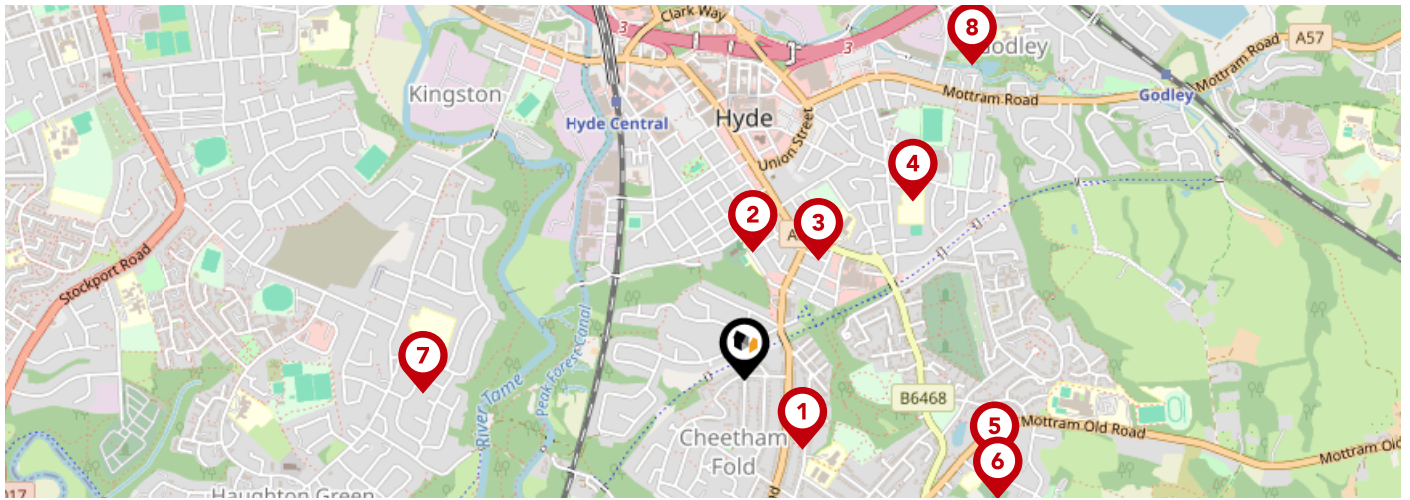 Clark Way
3
3
8
Godley
A57
Mottram Road
Kingston
Mottram Road
Godley
Hyde Central
Hyde
Union Street
4
2
3
Stockport Road
7
River Tame
Peak Forest Canal
B6468
1
5
Mottram Old Road
Cheetham
Fold
6
Mottram Old
Haughton Green
017